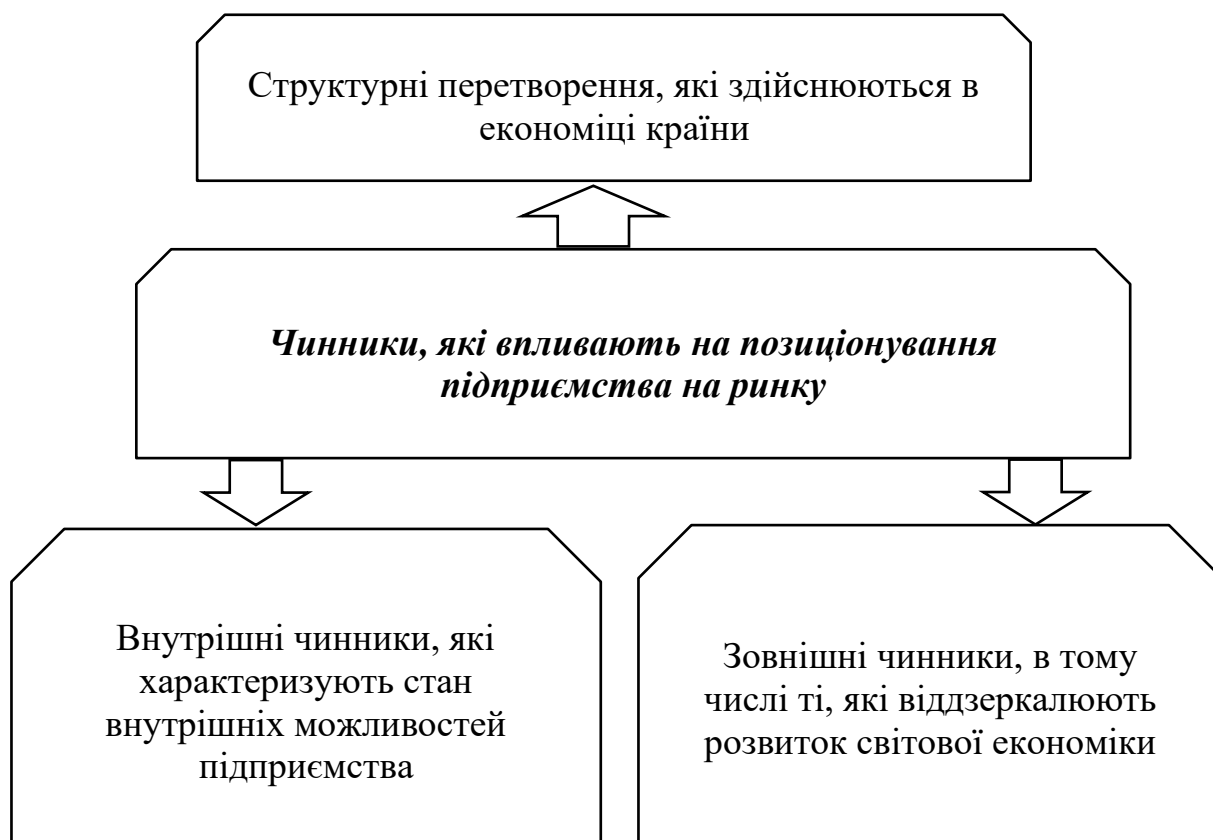 Структурні перетворення, які здійснюються в
економіці країни
Чинники, які впливають на позиціонування
підприємства на ринку
Внутрішні чинники, які
характеризують стан
внутрішніх можливостей
підприємства
Зовнішні чинники, в тому
числі ті, які віддзеркалюють
розвиток світової економіки